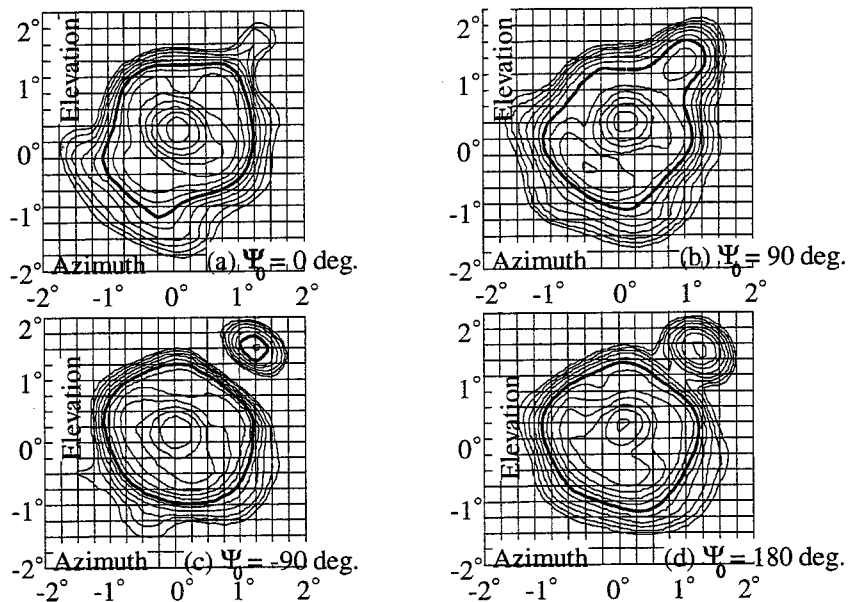 2°
Elevation
1°
0°
-1°
-2°
Azimuth
(a) Ψ0 = 0 deg.
-2° -1° 0° 1° 2°
2°
Elevation
1°
0°
-1°
-2°
Azimuth
(b) Ψ0 = 90 deg.
-2° -1° 0° 1° 2°
2°
Elevation
1°
0°
-1°
-2°
Azimuth
(c) Ψ0 = -90 deg.
-2° -1° 0° 1° 2°
2°
Elevation
1°
0°
-1°
-2°
Azimuth
(d) Ψ0 = 180 deg.
-2° -1° 0° 1° 2°